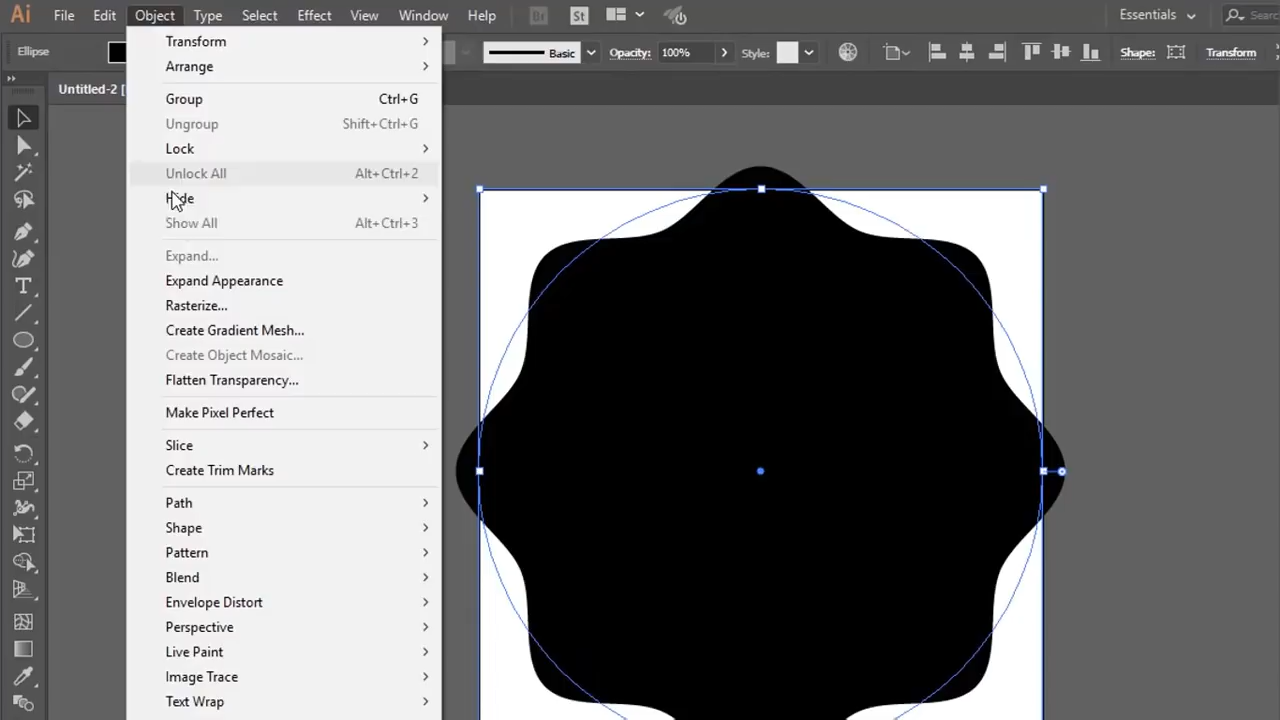 Ai File Edit Object Type Select Effect View Window Help Br St Essentials
Ellipse Basic Opacity: 100% Style: Shape: Transform
Untitled-2
Transform
Arrange
Group Ctrl+G
Ungroup Shift+Ctrl+G
Lock
Unlock All Alt+Ctrl+2
Hide
Show All Alt+Ctrl+3
Expand...
Expand Appearance
Rasterize...
Create Gradient Mesh...
Create Object Mosaic...
Flatten Transparency...
Make Pixel Perfect
Slice
Create Trim Marks
Path
Shape
Pattern
Blend
Envelope Distort
Perspective
Live Paint
Image Trace
Text Wrap